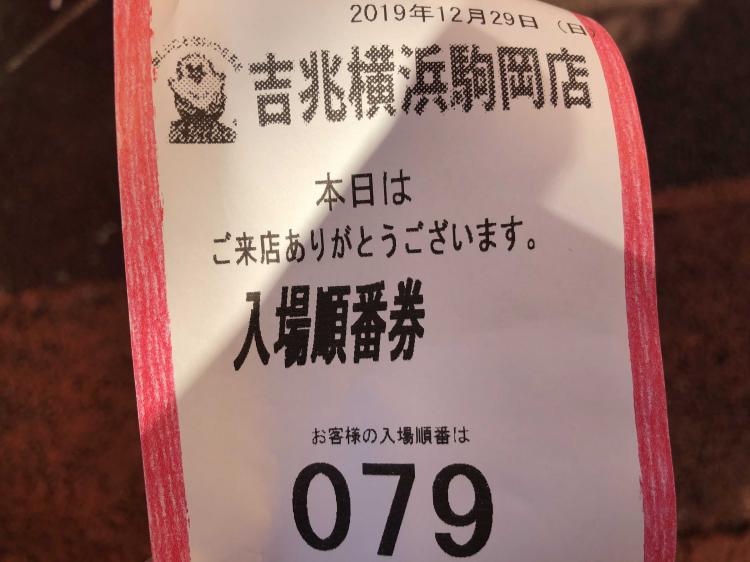 2019年12月29日（日
吉兆横浜駒岡店
本日は
ご来店ありがとうございます。
入場順番券
お客様の入場順番は
079